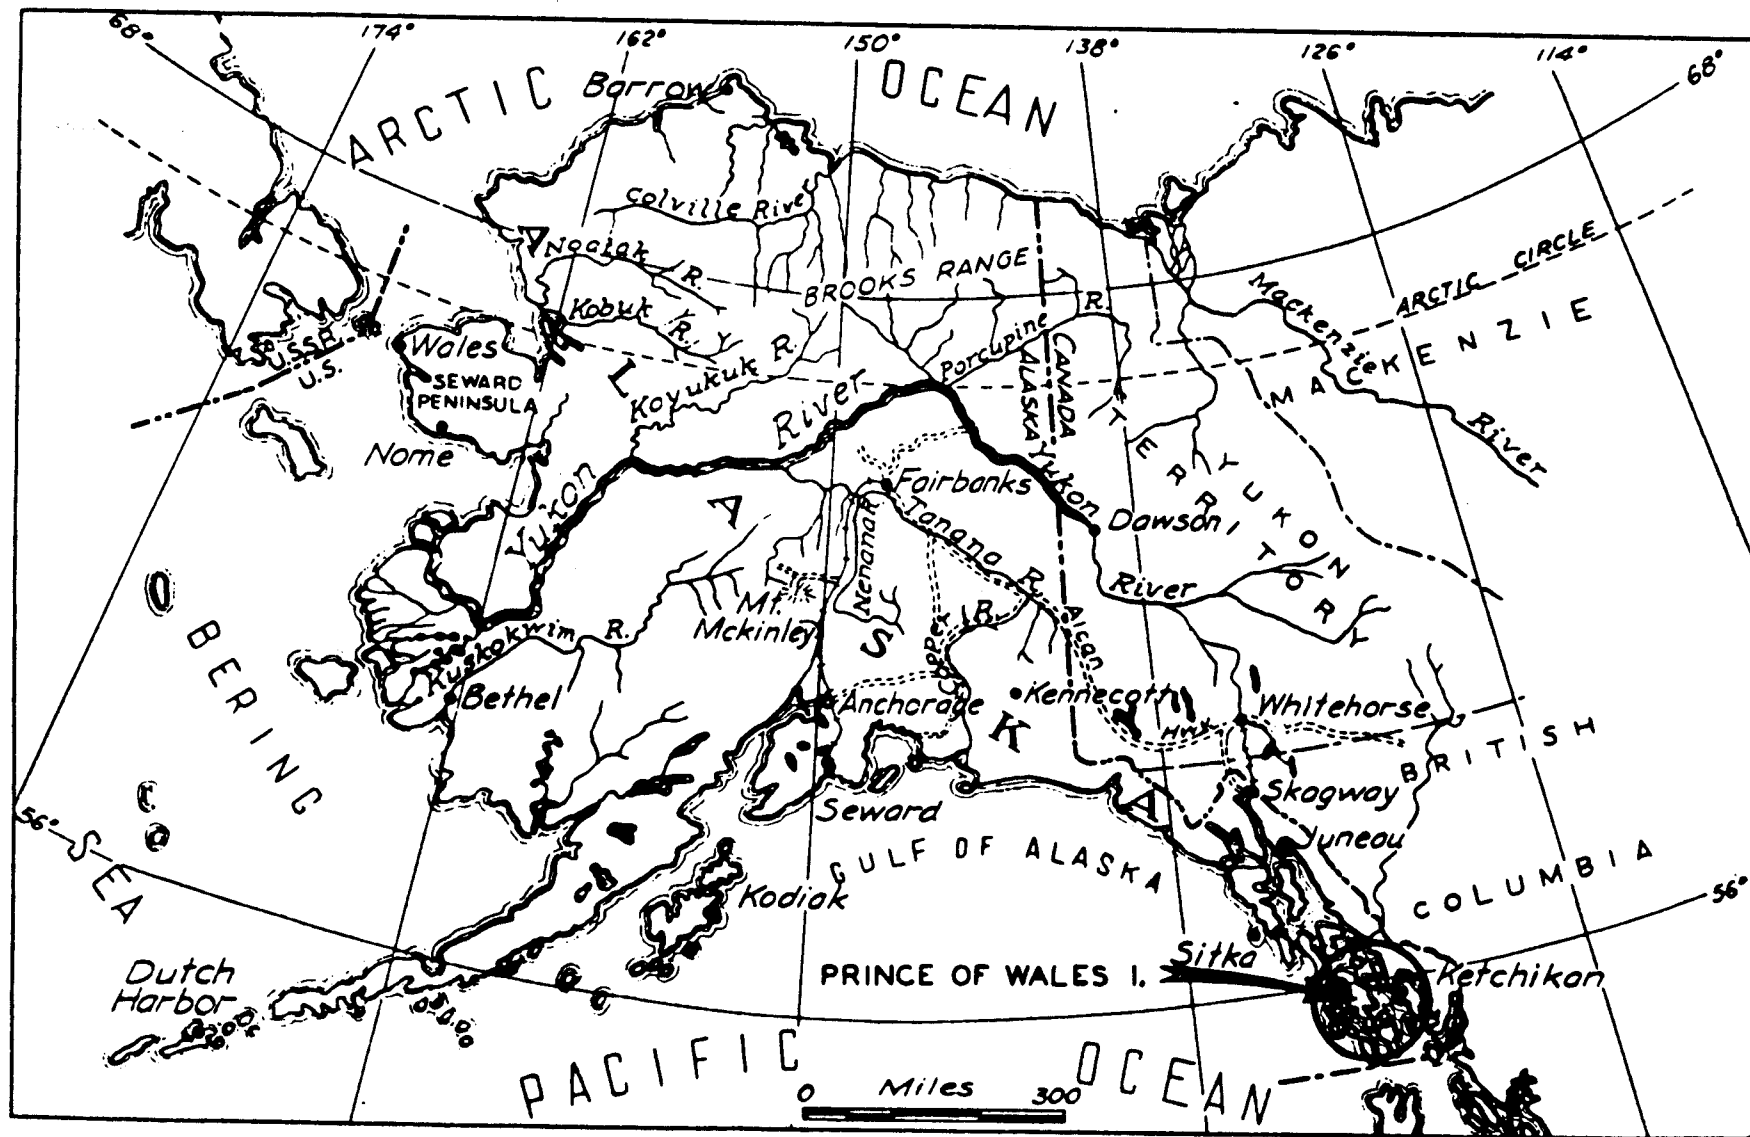 68°
174°
162°
150°
138°
126°
114°
68°
ARCTIC OCEAN
Barrow
Colville River
Noatak R.
BROOKS RANGE
ARCTIC CIRCLE
Mackenzie
River
Kobuk R.
Koyukuk R.
Porcupine R.
U.S.S.R.
U.S.
Wales
SEWARD
PENINSULA
Nome
ALASKA
CANADA
MACKENZIE
Yukon
River
Yukon
River
YUKON
TERRITORY
Fairbanks
Dawson
Tanana R.
Nenana R.
Mt.
Mckinley
Copper R.
Alcan
Hwy.
Kuskokwim R.
Bethel
Anchorage
Kennecott
Whitehorse
ALASKA
BERING
SEA
BRITISH
COLUMBIA
Seward
Skagway
Juneau
GULF OF ALASKA
Kodiak
56°
56°
Dutch
Harbor
Sitka
PRINCE OF WALES I.
Ketchikan
PACIFIC OCEAN
0 Miles 300